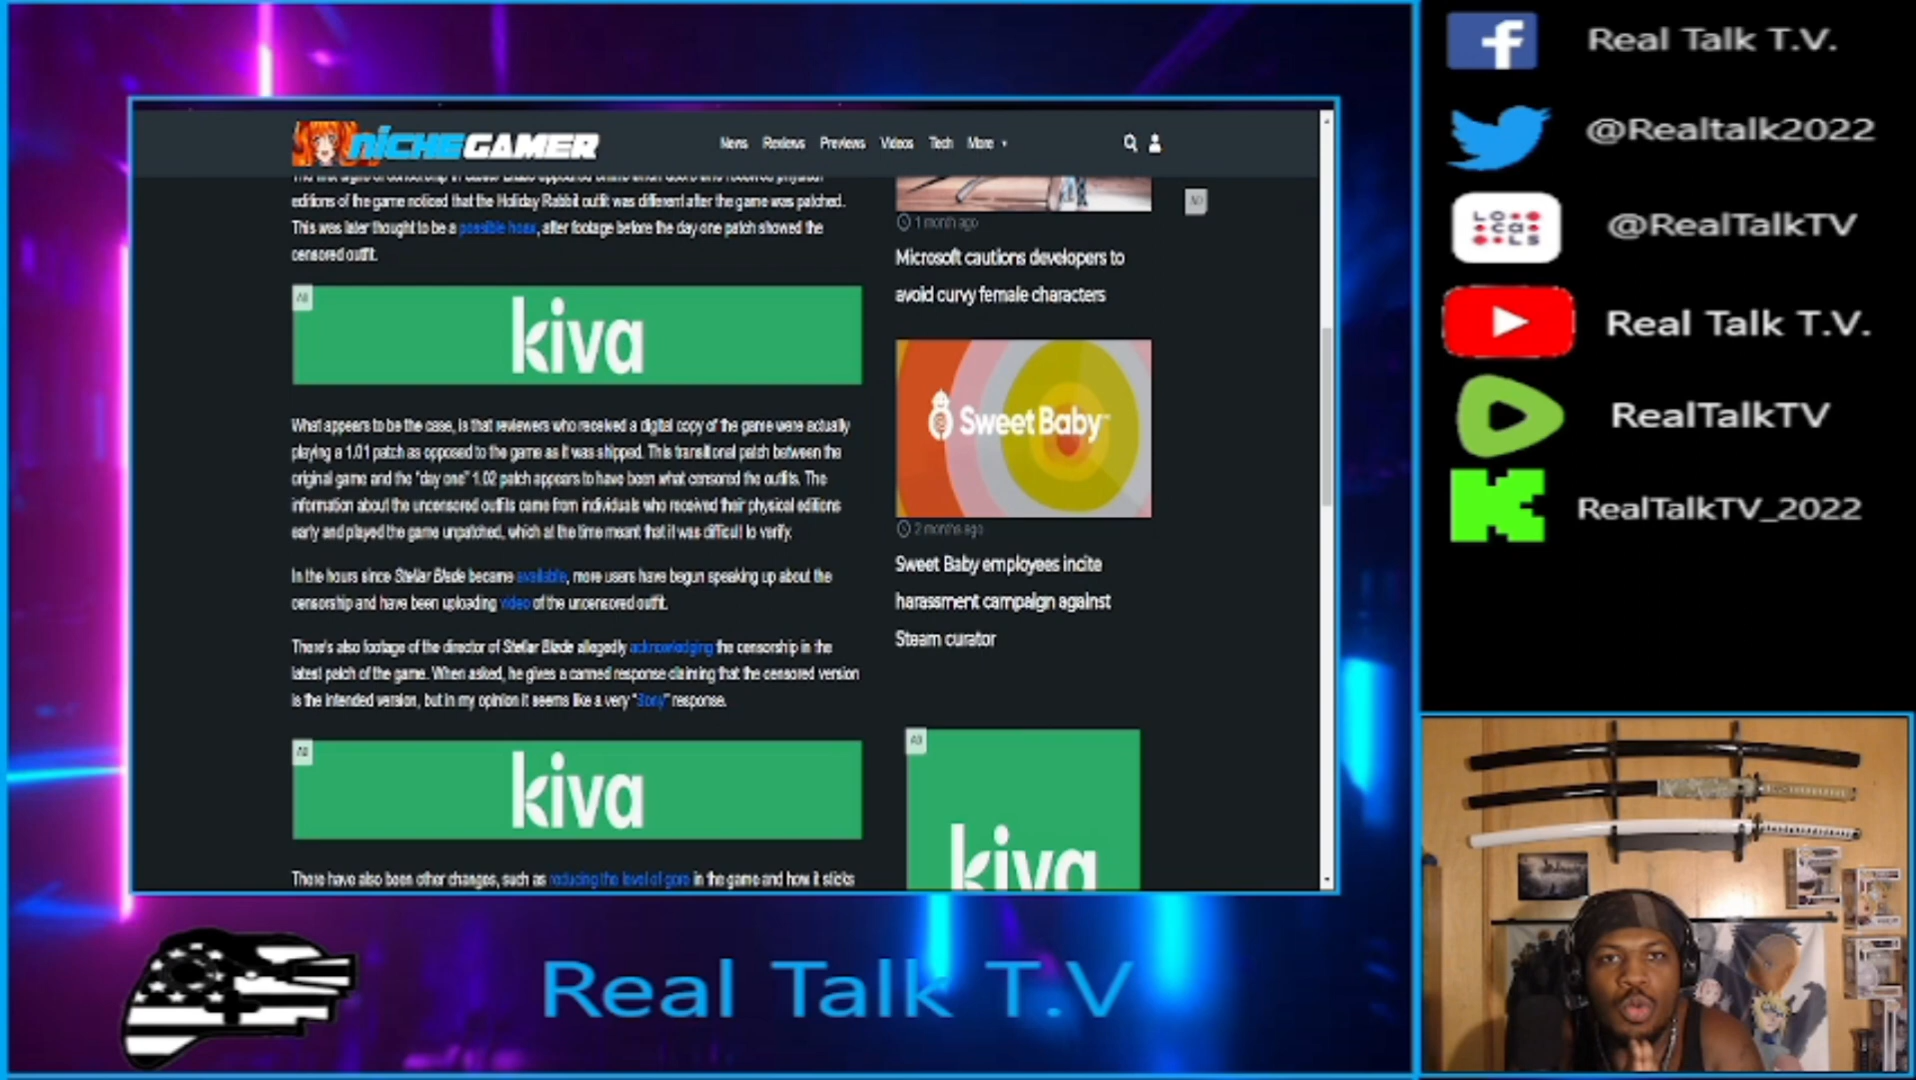 NICHEGAMER
News Reviews Previews Videos Tech More
editions of the game noticed that the Holiday Rabbit outfit was different after the game was patched.
This was later thought to be a possible hoax, after footage before the day one patch showed the
censored outfit.
AD
kiva
What appears to be the case, is that reviewers who received a digital copy of the game were actually
playing a 1.01 patch as opposed to the game as it was shipped. This transitional patch between the
original game and the "day one" 1.02 patch appears to have been what censored the outfits. The
information about the uncensored outfits came from individuals who received their physical editions
early and played the game unpatched, which at the time meant that it was difficult to verify.
In the hours since Stellar Blade became available, more users have begun speaking up about the
censorship and have been uploading video of the uncensored outfit.
There's also footage of the director of Stellar Blade allegedly acknowledging the censorship in the
latest patch of the game. When asked, he gives a canned response claiming that the censored version
is the intended version, but in my opinion it seems like a very "Sony" response.
AD
kiva
There have also been other changes, such as reducing the level of gore in the game and how it sticks
AD
1 month ago
Microsoft cautions developers to
avoid curvy female characters
Sweet Baby
2 months ago
Sweet Baby employees incite
harassment campaign against
Steam curator
AD
kiva
Real Talk T.V.
@Realtalk2022
LO
CA
LS
@RealTalkTV
Real Talk T.V.
RealTalkTV
RealTalkTV_2022
Real Talk T.V